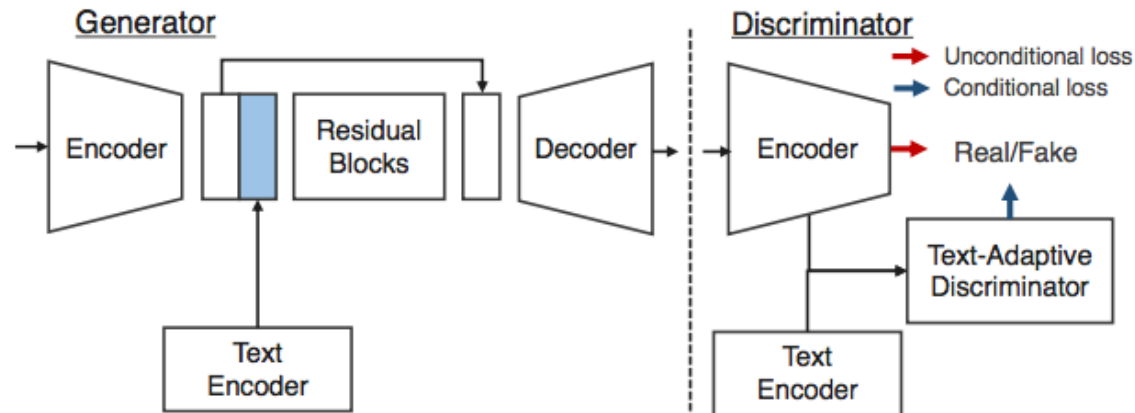 Generator
Encoder
Residual
Blocks
Decoder
Text
Encoder
Discriminator
Unconditional loss
Conditional loss
Encoder
Real/Fake
Text-Adaptive
Discriminator
Text
Encoder